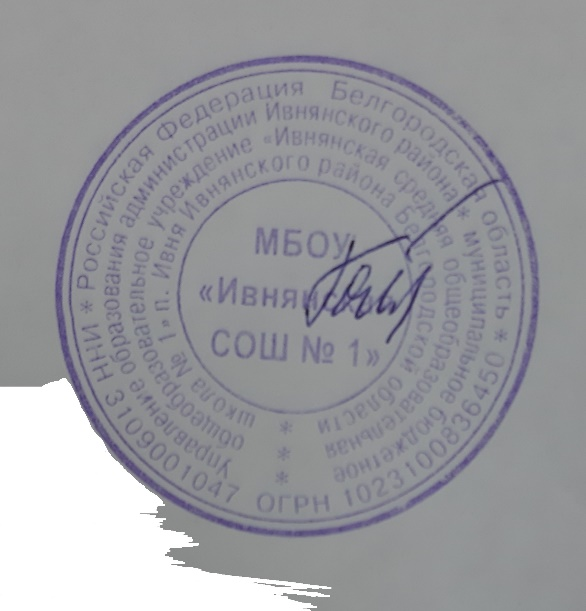 * Российская Федерация Белгородская область *
ИНН 3109001047 ОГРН 1023100836450
Управление образования администрации Ивнянского района * муниципальное бюджетное
общеобразовательное учреждение «Ивнянская средняя общеобразовательная
школа № 1» п. Ивня Ивнянского района Белгородской области
* * *
МБОУ
«Ивнянская
СОШ № 1»